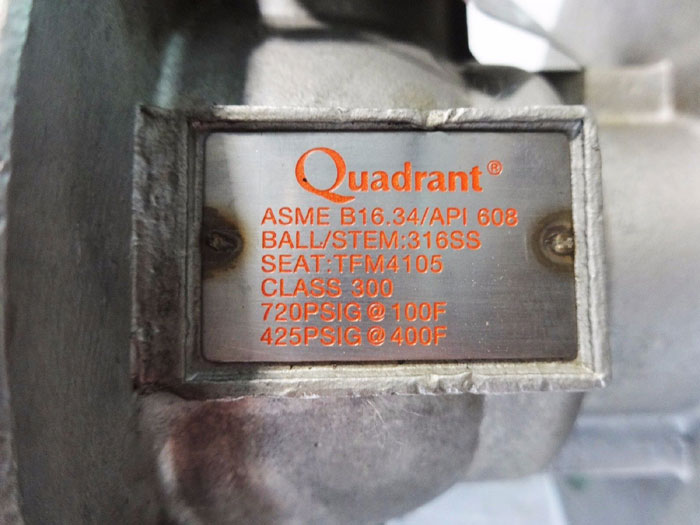 Quadrant®
ASME B16.34/API 608
BALL/STEM:316SS
SEAT:TFM4105
CLASS 300
720PSIG@100F
425PSIG@400F